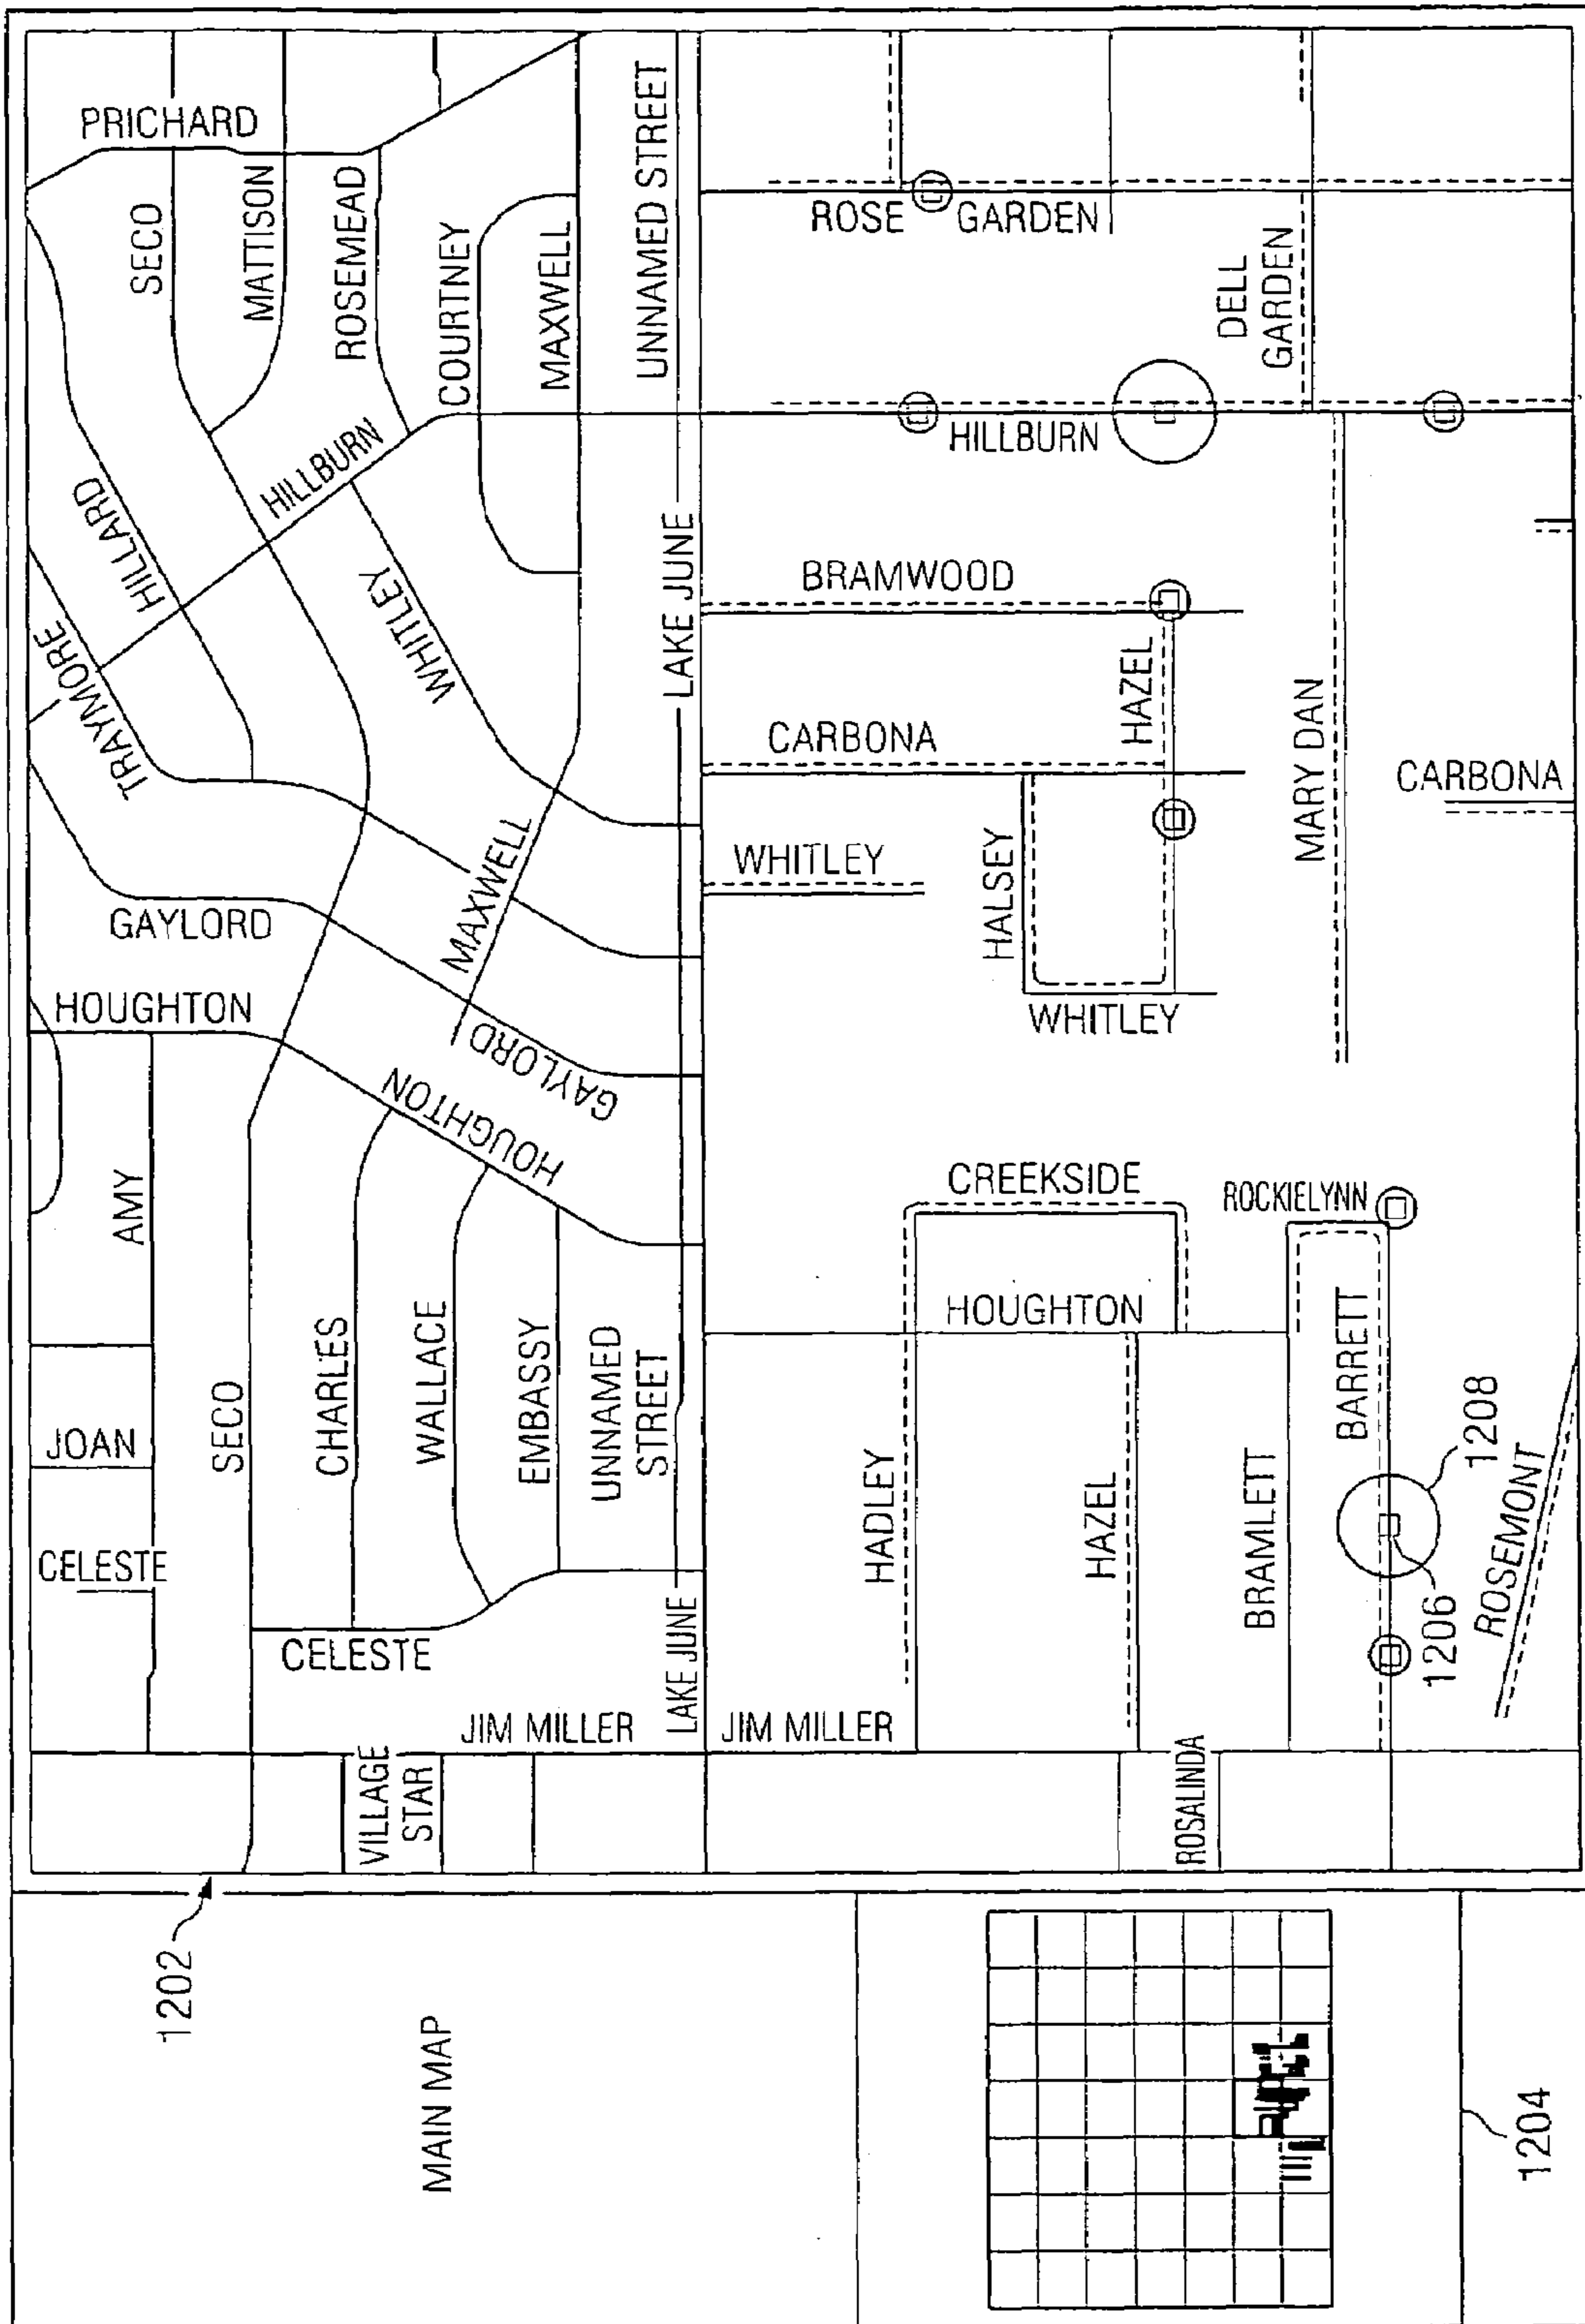 PRICHARD
SECO
MATTISON
ROSEMEAD
COURTNEY
MAXWELL
UNNAMED STREET
ROSE GARDEN
DELL
GARDEN
HILLARD
HILLBURN
HILLBURN
TRAYMORE
WHITLEY
LAKE JUNE
BRAMWOOD
HAZEL
MARY DAN
CARBONA
CARBONA
GAYLORD
MAXWELL
WHITLEY
HALSEY
WHITLEY
HOUGHTON
GAYLORD
HOUGHTON
AMY
CREEKSIDE
ROCKIELYNN
HOUGHTON
BARRETT
JOAN
SECO
CHARLES
WALLACE
EMBASSY
UNNAMED
STREET
HADLEY
HAZEL
BRAMLETT
1208
ROSEMONT
1206
CELESTE
CELESTE
LAKE JUNE
JIM MILLER
JIM MILLER
VILLAGE
STAR
ROSALINDA
1202
MAIN MAP
1204